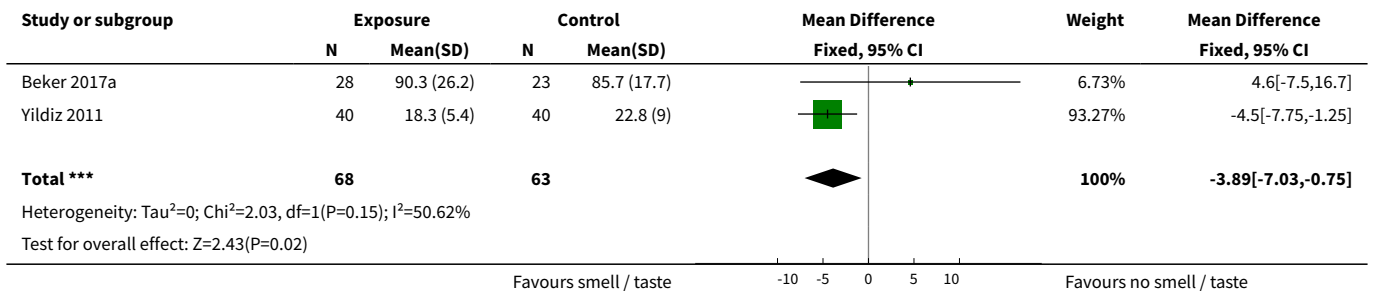 Study or subgroup Exposure Control Mean Difference Weight Mean Difference
N Mean(SD) N Mean(SD) Fixed, 95% CI Fixed, 95% CI
Beker 2017a 28 90.3 (26.2) 23 85.7 (17.7) 6.73% 4.6[-7.5,16.7]
Yildiz 2011 40 18.3 (5.4) 40 22.8 (9) 93.27% -4.5[-7.75,-1.25]
Total *** 68 63 100% -3.89[-7.03,-0.75]
Heterogeneity: Tau²=0; Chi²=2.03, df=1(P=0.15); I²=50.62%
Test for overall effect: Z=2.43(P=0.02)
Favours smell / taste -10 -5 0 5 10 Favours no smell / taste